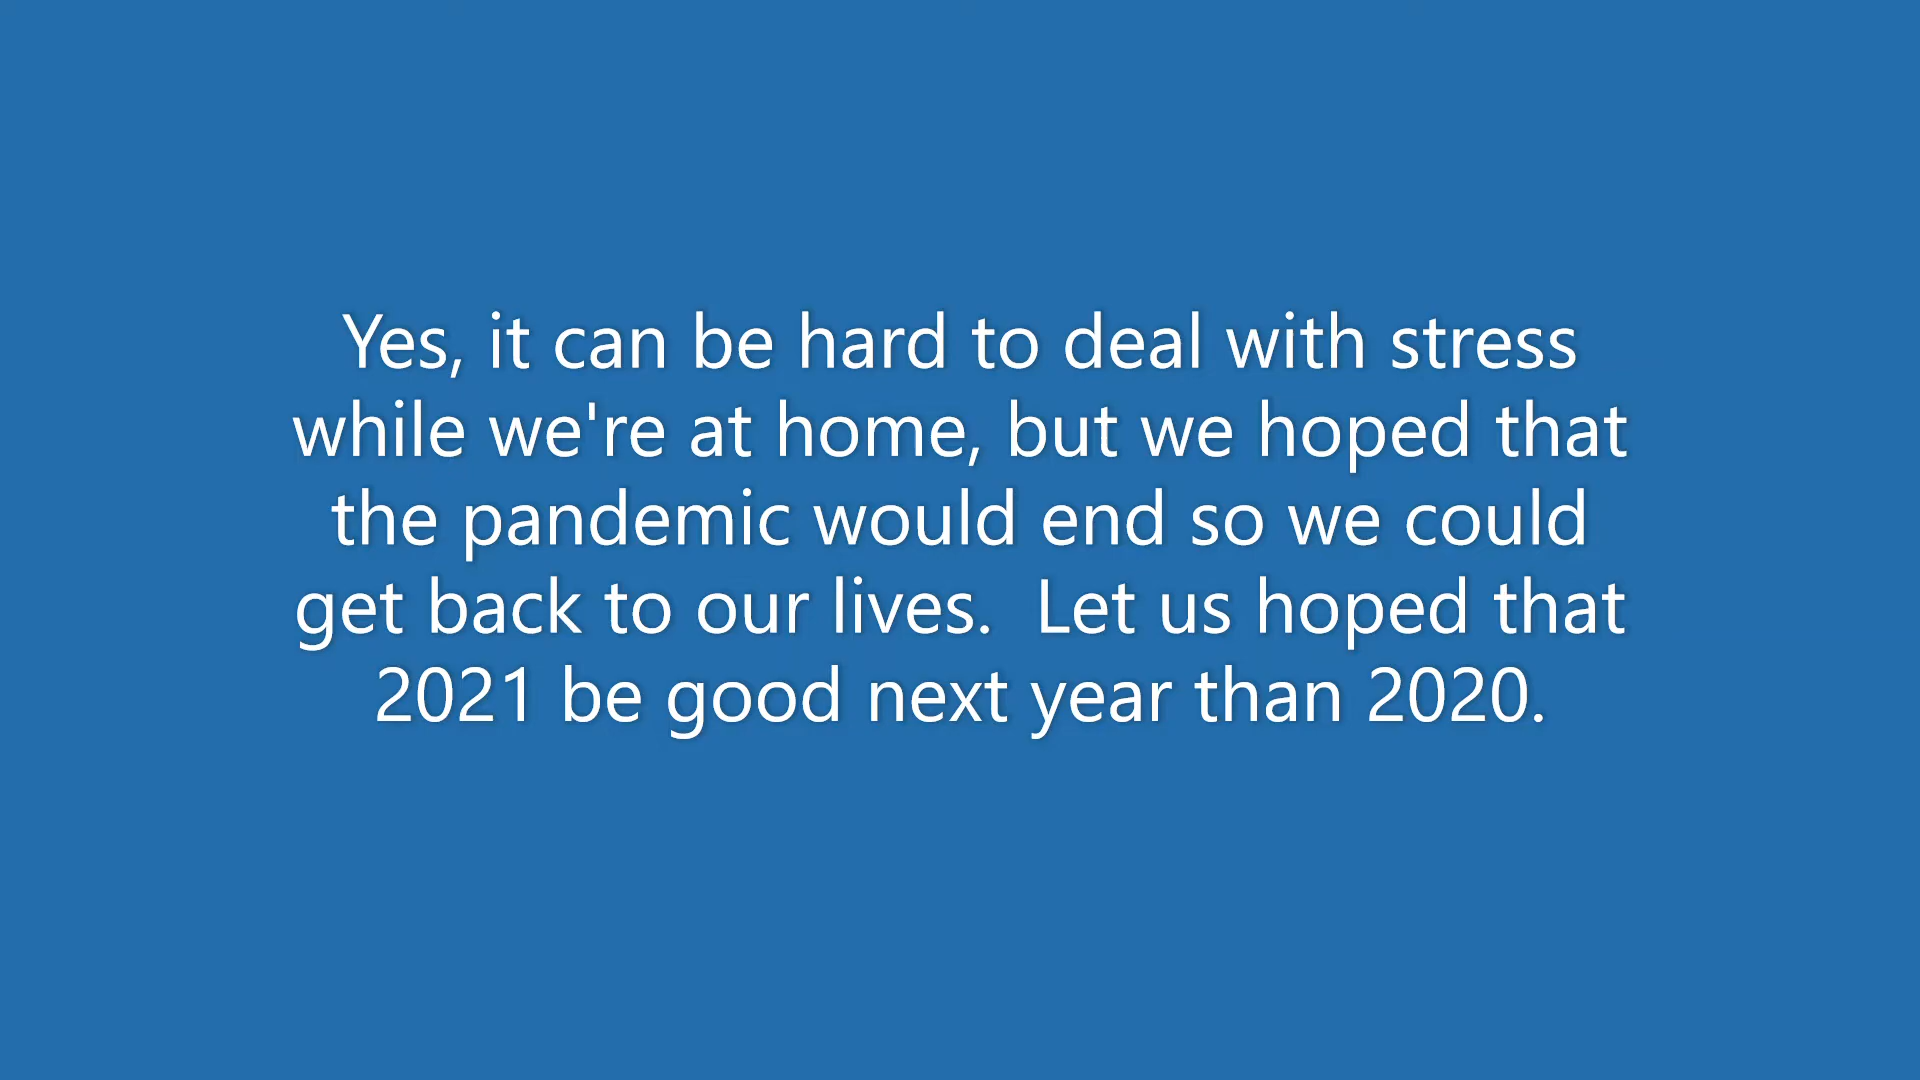 Yes, it can be hard to deal with stress
while we're at home, but we hoped that
the pandemic would end so we could
get back to our lives.  Let us hoped that
2021 be good next year than 2020.